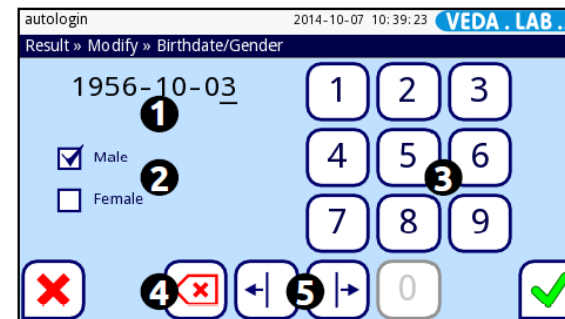 autologin 2014-10-07 10:39:23 VEDA.LAB..
Result » Modify » Birthdate/Gender
1956-10-03 1 2 3
1
Male 4 5 6
2 3
Female
7 8 9
4 5 0